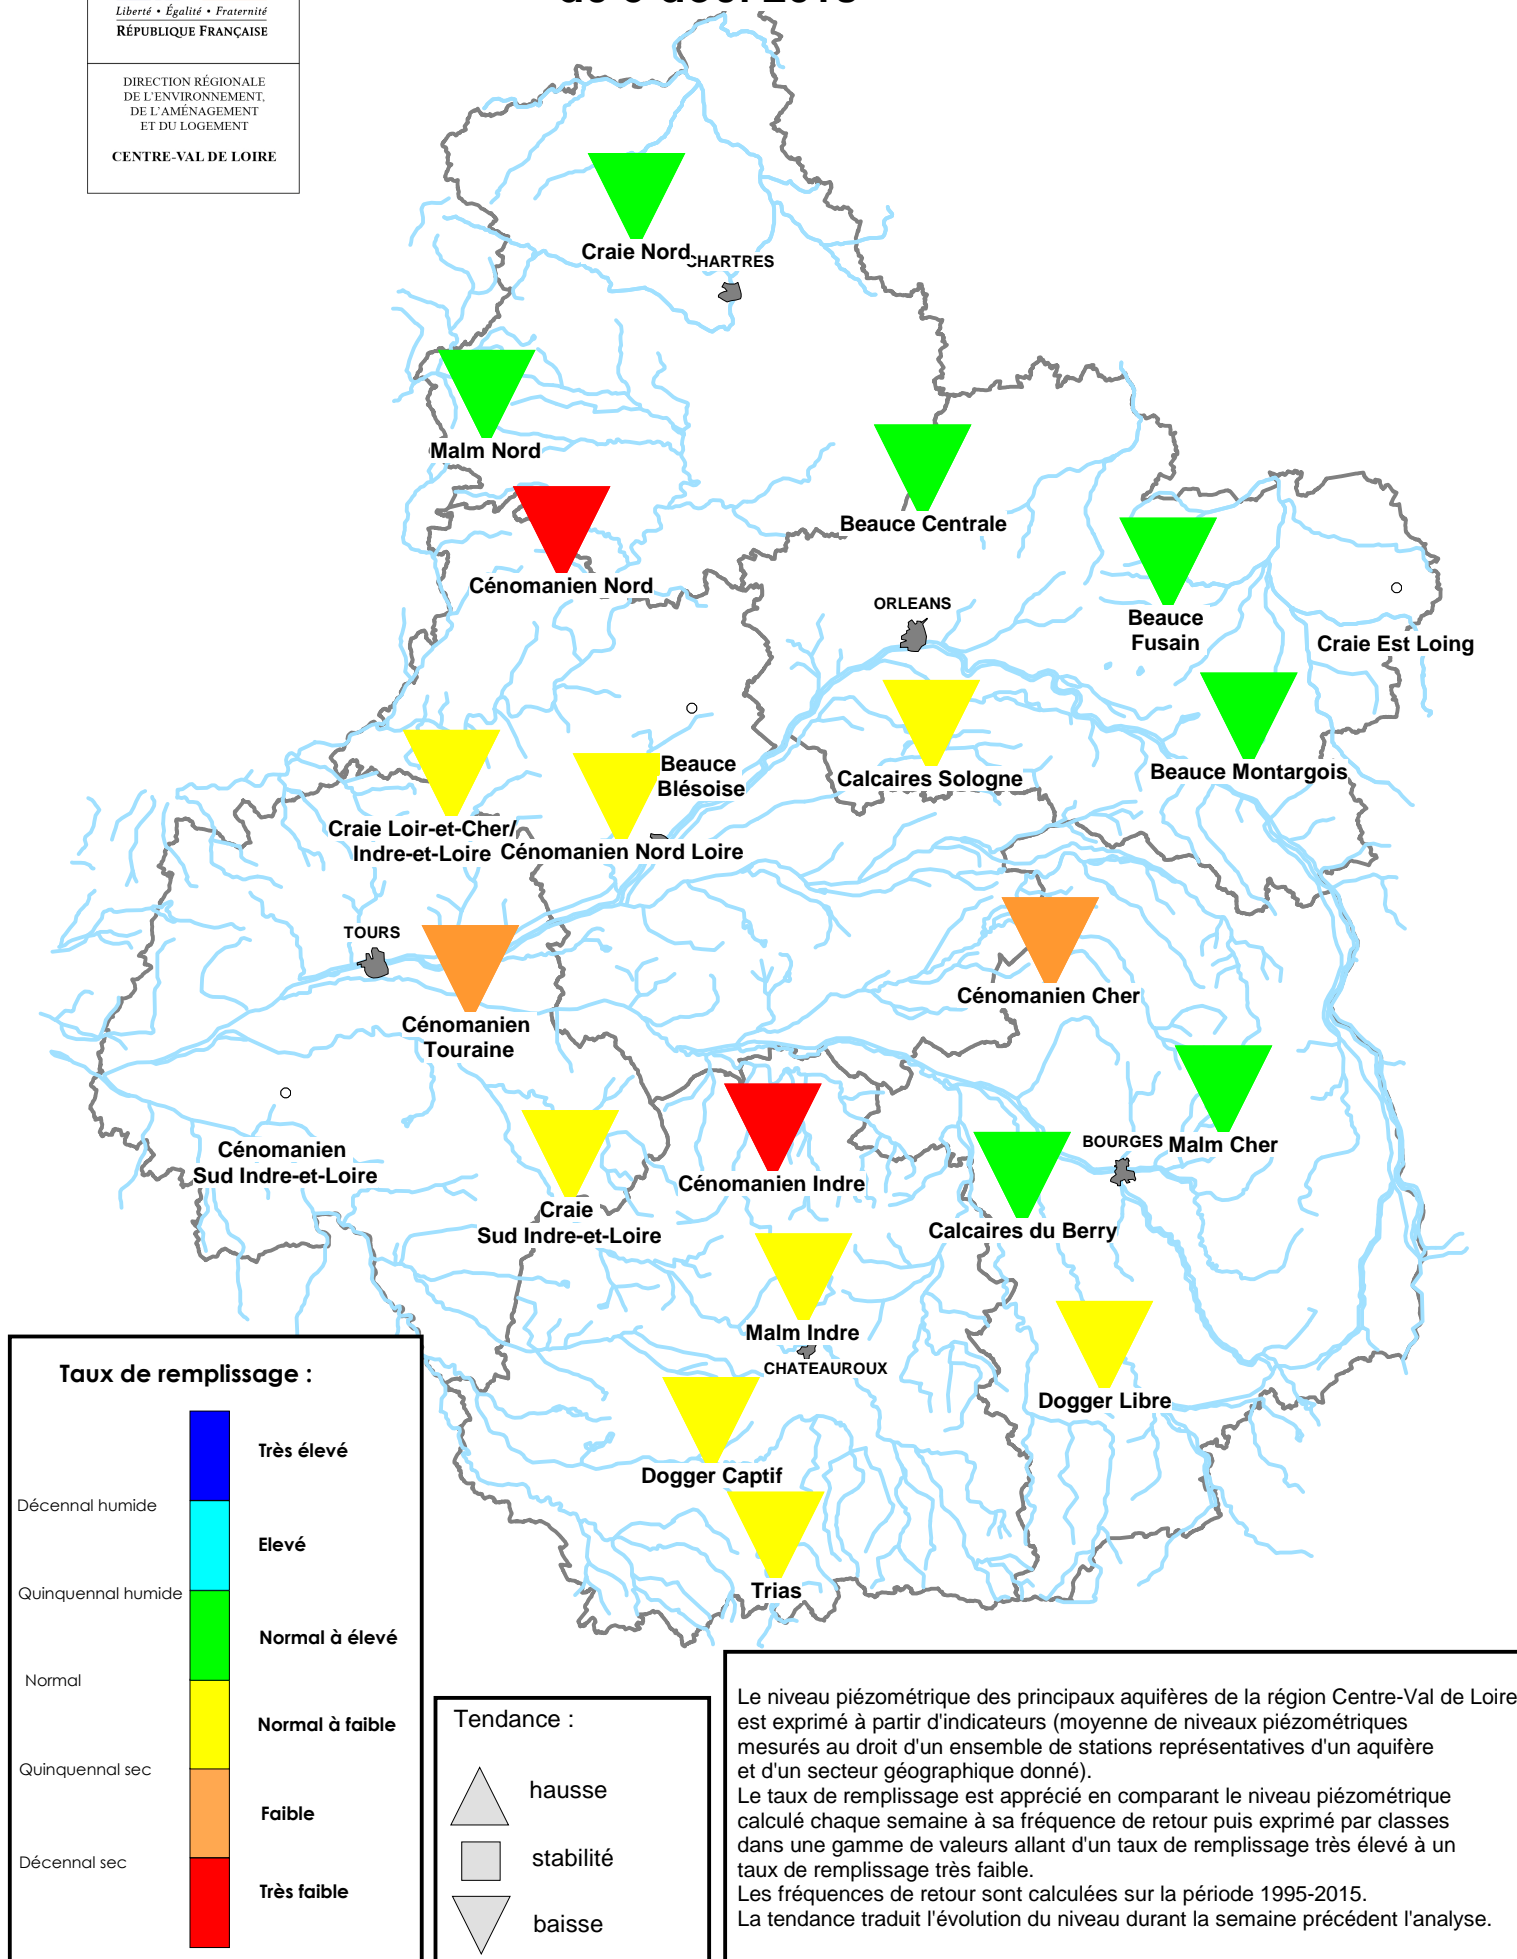 Liberté • Égalité • Fraternité
RÉPUBLIQUE FRANÇAISE
DIRECTION RÉGIONALE
DE L'ENVIRONNEMENT,
DE L'AMÉNAGEMENT
ET DU LOGEMENT
CENTRE-VAL DE LOIRE
Craie Nord
CHARTRES
Malm Nord
Beauce Centrale
Cénomanien Nord
ORLEANS
Beauce
Fusain
Craie Est Loing
Beauce
Blésoise
Calcaires Sologne
Beauce Montargois
Craie Loir-et-Cher/
Indre-et-Loire
Cénomanien Nord Loire
TOURS
Cénomanien
Touraine
Cénomanien Cher
Cénomanien
Sud Indre-et-Loire
Craie
Sud Indre-et-Loire
Cénomanien Indre
BOURGES
Malm Cher
Calcaires du Berry
Malm Indre
CHATEAUROUX
Dogger Libre
Dogger Captif
Trias
Taux de remplissage :
Très élevé
Décennal humide
Elevé
Quinquennal humide
Normal à élevé
Normal
Normal à faible
Quinquennal sec
Faible
Décennal sec
Très faible
Tendance :
hausse
stabilité
baisse
Le niveau piézométrique des principaux aquifères de la région Centre-Val de Loire
est exprimé à partir d'indicateurs (moyenne de niveaux piézométriques
mesurés au droit d'un ensemble de stations représentatives d'un aquifère
et d'un secteur géographique donné).
Le taux de remplissage est apprécié en comparant le niveau piézométrique
calculé chaque semaine à sa fréquence de retour puis exprimé par classes
dans une gamme de valeurs allant d'un taux de remplissage très élevé à un
taux de remplissage très faible.
Les fréquences de retour sont calculées sur la période 1995-2015.
La tendance traduit l'évolution du niveau durant la semaine précédent l'analyse.